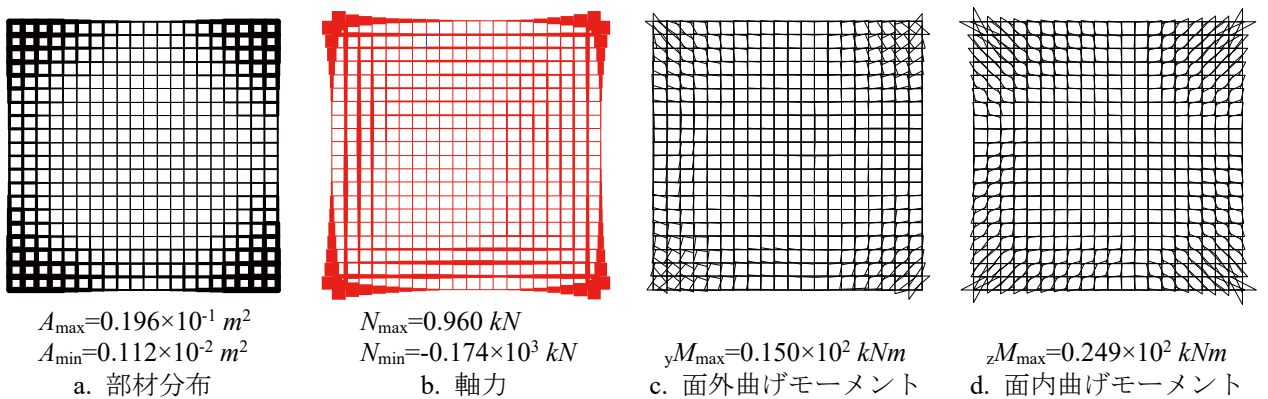 Amax=0.196×10-1 m2
Amin=0.112×10-2 m2
a. 部材分布
Nmax=0.960 kN
Nmin=-0.174×103 kN
b. 軸力
yMmax=0.150×102 kNm
c. 面外曲げモーメント
zMmax=0.249×102 kNm
d. 面内曲げモーメント